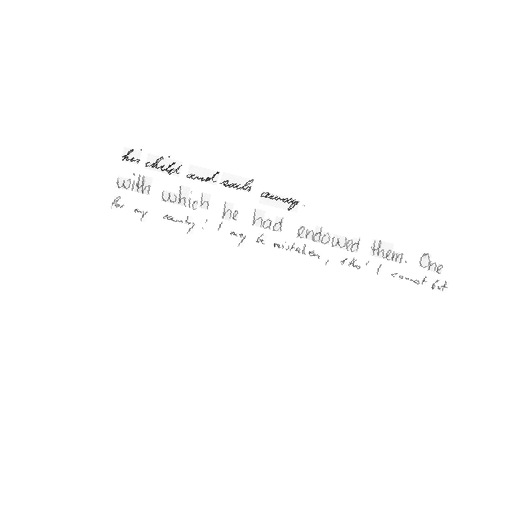 his child and sails away.
with which he had endowed them. One
for my country! I may be mistaken, tho' I cannot but